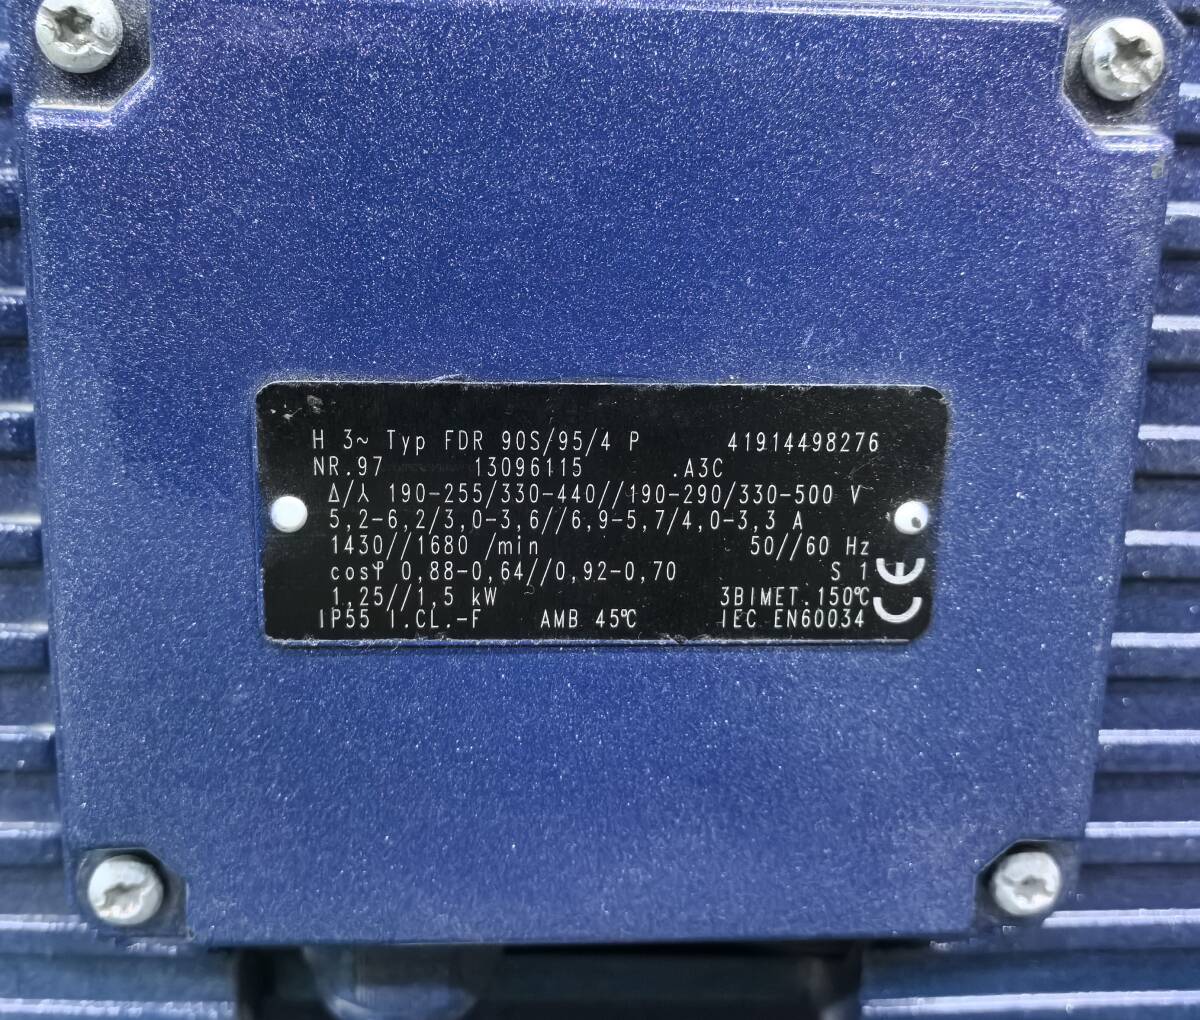 H 3~ Typ FDR 90S/95/4 P 41914498276
NR.97 13096115 .A3C
Δ/⅄ 190-255/330-440//190-290/330-500 V
5,2-6,2/3,0-3,6//6,9-5,7/4,0-3,3 A
1430//1680 /min 50//60 Hz
cosφ 0,88-0,64//0,92-0,70 S 1
1,25//1,5 kW 3BIMET.150°C
IP55 I.CL.-F AMB 45°C IEC EN60034
CE